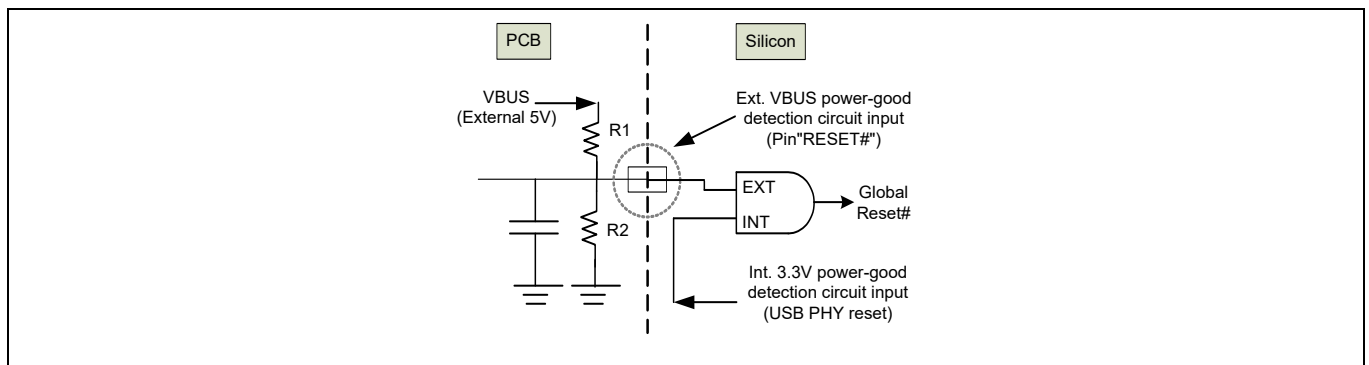 PCB
Silicon
VBUS
(External 5V)
R1
Ext. VBUS power-good
detection circuit input
(Pin"RESET#")
EXT
INT
Global
Reset#
R2
Int. 3.3V power-good
detection circuit input
(USB PHY reset)